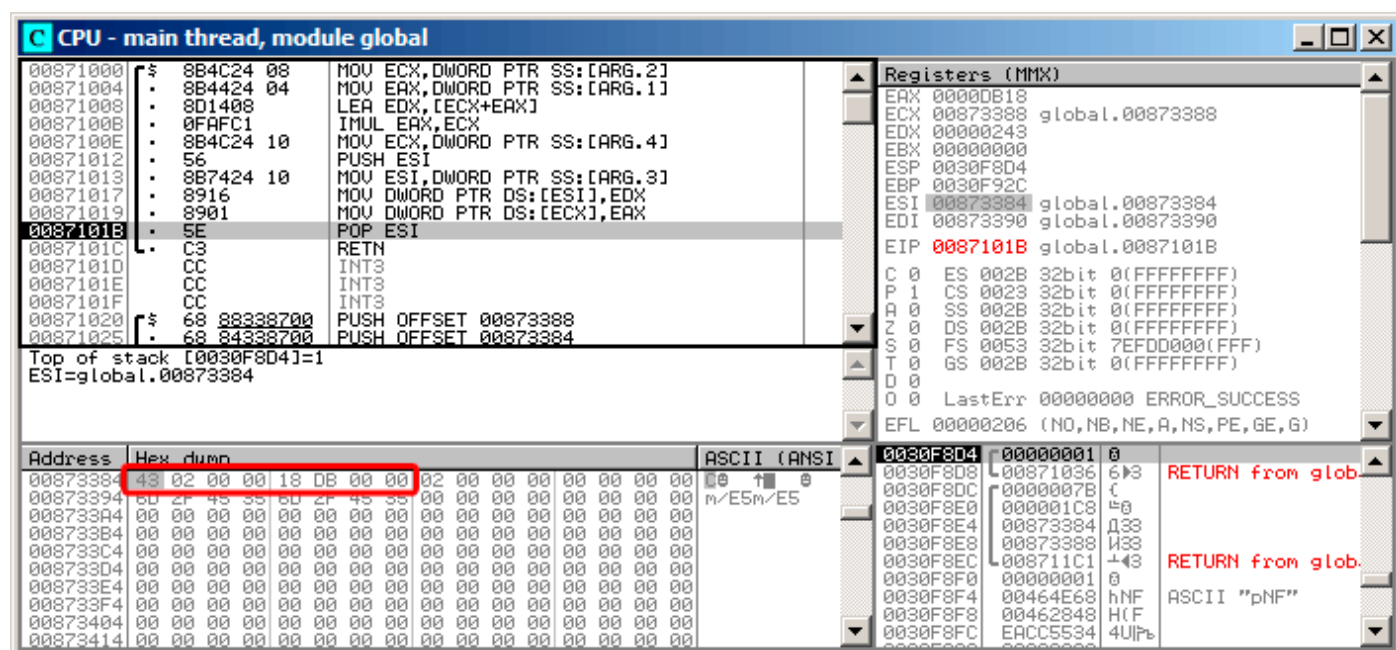 C CPU - main thread, module global
00871000 $ 8B4C24 08 MOV ECX,DWORD PTR SS:[ARG.2]
00871004 . 8B4424 04 MOV EAX,DWORD PTR SS:[ARG.1]
00871008 . 8D1408 LEA EDX,[ECX+EAX]
0087100B . 0FAFC1 IMUL EAX,ECX
0087100E . 8B4C24 10 MOV ECX,DWORD PTR SS:[ARG.4]
00871012 . 56 PUSH ESI
00871013 . 8B7424 10 MOV ESI,DWORD PTR SS:[ARG.3]
00871017 . 8916 MOV DWORD PTR DS:[ESI],EDX
00871019 . 8901 MOV DWORD PTR DS:[ECX],EAX
0087101B . 5E POP ESI
0087101C . C3 RETN
0087101D CC INT3
0087101E CC INT3
0087101F CC INT3
00871020 $ 68 88338700 PUSH OFFSET 00873388
00871025 . 68 84338700 PUSH OFFSET 00873384
Top of stack [0030F8D4]=1
ESI=global.00873384
Registers (MMX)
EAX 0000DB18
ECX 00873388 global.00873388
EDX 00000243
EBX 00000000
ESP 0030F8D4
EBP 0030F92C
ESI 00873384 global.00873384
EDI 00873390 global.00873390
EIP 0087101B global.0087101B
C 0 ES 002B 32bit 0(FFFFFFFF)
P 1 CS 0023 32bit 0(FFFFFFFF)
A 0 SS 002B 32bit 0(FFFFFFFF)
Z 0 DS 002B 32bit 0(FFFFFFFF)
S 0 FS 0053 32bit 7EFDD000(FFF)
T 0 GS 002B 32bit 0(FFFFFFFF)
D 0
O 0 LastErr 00000000 ERROR_SUCCESS
EFL 00000206 (NO,NB,NE,A,NS,PE,GE,G)
Address Hex dump ASCII (ANSI
00873384 43 02 00 00 18 DB 00 00 02 00 00 00 00 00 00 00
00873394 6D 2F 45 35 6D 2F 45 35 00 00 00 00 00 00 00 00 m/E5m/E5
008733A4 00 00 00 00 00 00 00 00 00 00 00 00 00 00 00 00
008733B4 00 00 00 00 00 00 00 00 00 00 00 00 00 00 00 00
008733C4 00 00 00 00 00 00 00 00 00 00 00 00 00 00 00 00
008733D4 00 00 00 00 00 00 00 00 00 00 00 00 00 00 00 00
008733E4 00 00 00 00 00 00 00 00 00 00 00 00 00 00 00 00
008733F4 00 00 00 00 00 00 00 00 00 00 00 00 00 00 00 00
00873404 00 00 00 00 00 00 00 00 00 00 00 00 00 00 00 00
00873414 00 00 00 00 00 00 00 00 00 00 00 00 00 00 00 00
0030F8D4 00000001
0030F8D8 00871036 RETURN from glob
0030F8DC 0000007B {
0030F8E0 000001C8
0030F8E4 00873384 Д33
0030F8E8 00873388 И33
0030F8EC 008711C1 RETURN from glob
0030F8F0 00000001
0030F8F4 00464E68 hNF ASCII "pNF"
0030F8F8 00462848 H(F
0030F8FC EACC5534